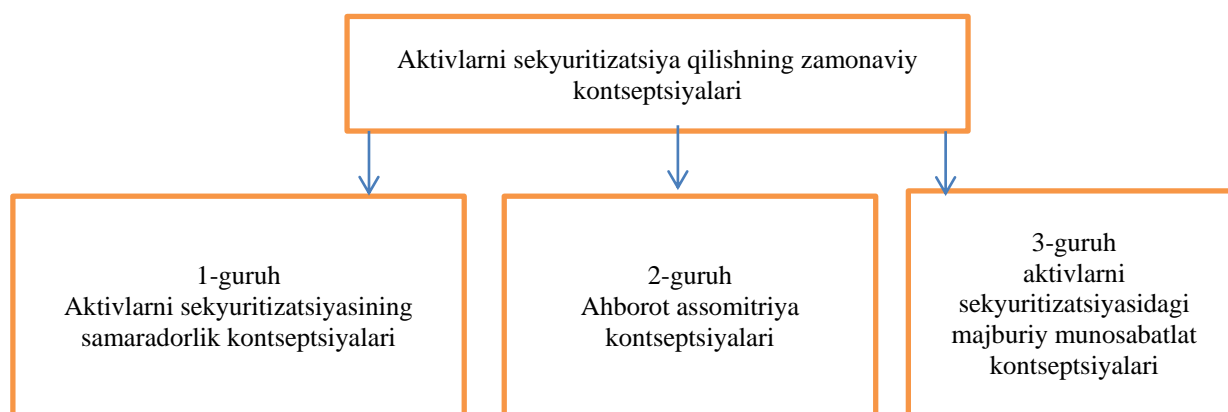 Aktivlarni sekyuritizatsiya qilishning zamonaviy
kontseptsiyalari
1-guruh
Aktivlarni sekyuritizatsiyasining
samaradorlik kontseptsiyalari
2-guruh
Ahborot assomitriya
kontseptsiyalari
3-guruh
aktivlarni
sekyuritizatsiyasidagi
majburiy munosabatlat
kontseptsiyalari